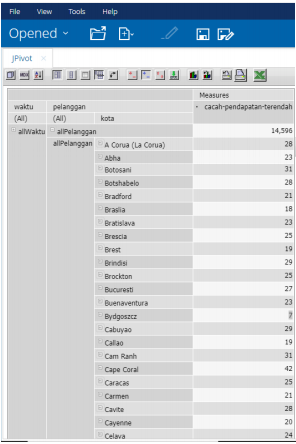 File View Tools Help
Opened
JPivot ×
Measures
waktu pelanggan • cacah-pendapatan-terendah
(All) (All) kota
allWaktu allPelanggan 14,596
allPelanggan A Corua (La Corua) 28
Abha 23
Botosani 31
Botshabelo 28
Bradford 21
Braslia 18
Bratislava 23
Brescia 25
Brest 19
Brindisi 29
Brockton 25
Bucuresti 27
Buenaventura 23
Bydgoszcz 2
Cabuyao 29
Callao 19
Cam Ranh 31
Cape Coral 42
Caracas 25
Carmen 21
Cavite 28
Cayenne 20
Celaya 24